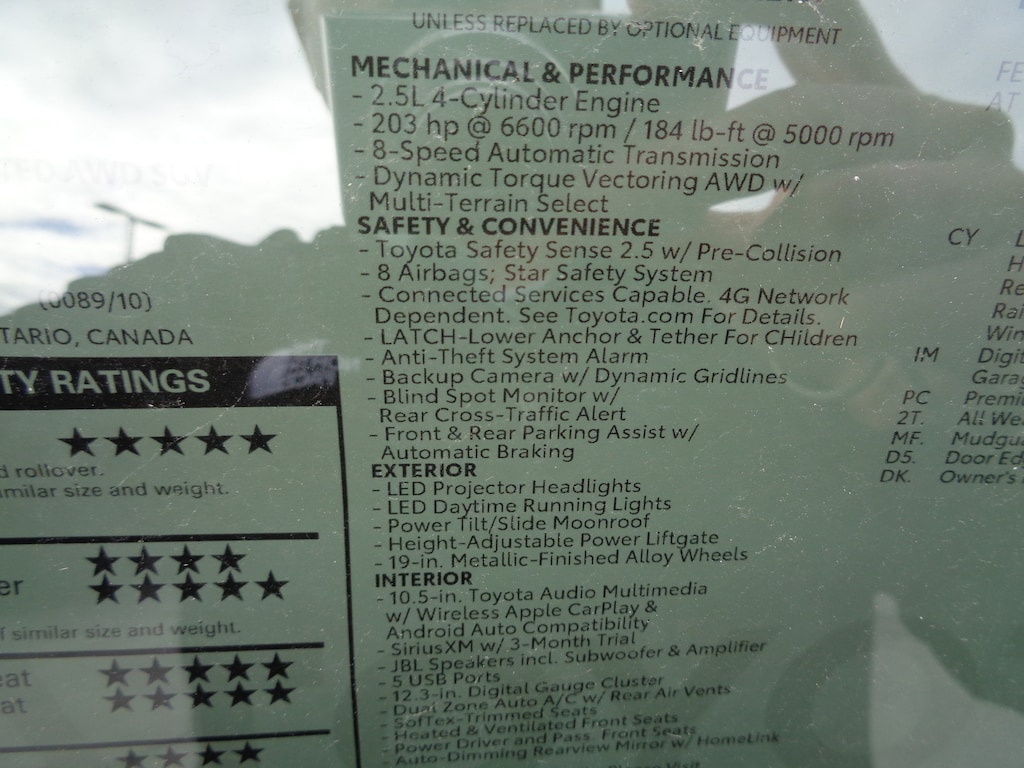 UNLESS REPLACED BY OPTIONAL EQUIPMENT
MECHANICAL & PERFORMANCE
- 2.5L 4-Cylinder Engine
- 203 hp @ 6600 rpm / 184 lb-ft @ 5000 rpm
- 8-Speed Automatic Transmission
- Dynamic Torque Vectoring AWD w/
Multi-Terrain Select
SAFETY & CONVENIENCE
- Toyota Safety Sense 2.5 w/ Pre-Collision
- 8 Airbags; Star Safety System
- Connected Services Capable. 4G Network
Dependent. See Toyota.com For Details.
- LATCH-Lower Anchor & Tether For CHildren
- Anti-Theft System Alarm
- Backup Camera w/ Dynamic Gridlines
- Blind Spot Monitor w/
Rear Cross-Traffic Alert
- Front & Rear Parking Assist w/
Automatic Braking
EXTERIOR
- LED Projector Headlights
- LED Daytime Running Lights
- Power Tilt/Slide Moonroof
- Height-Adjustable Power Liftgate
- 19-in. Metallic-Finished Alloy Wheels
INTERIOR
- 10.5-in. Toyota Audio Multimedia
w/ Wireless Apple CarPlay &
Android Auto Compatibility
- SiriusXM w/ 3-Month Trial
- JBL Speakers incl. Subwoofer & Amplifier
- 5 USB Ports
- 12.3-in. Digital Gauge Cluster
- Dual Zone Auto A/C w/ Rear Air Vents
- SofTex-Trimmed Seats
- Heated & Ventilated Front Seats
- Power Driver and Pass. Front Seats
- Auto-Dimming Rearview Mirror w/ HomeLink
(0089/10)
TARIO, CANADA
TY RATINGS
★★★★★
d rollover.
imilar size and weight.
★★★★
er ★★★★★
f similar size and weight.
eat ★★★★★
at ★★★★★
★★★★
FE
AT
CY L
H
Re
Rai
Win
IM Digit
Garag
PC Premi
2T. All We
MF. Mudgua
D5. Door Ed
DK. Owner's